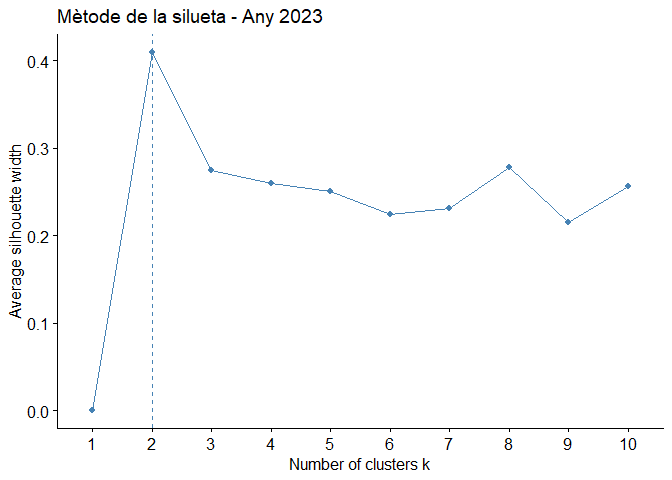 Mètode de la silueta - Any 2023
Average silhouette width
0.4
0.3
0.2
0.1
0.0
1 2 3 4 5 6 7 8 9 10
Number of clusters k